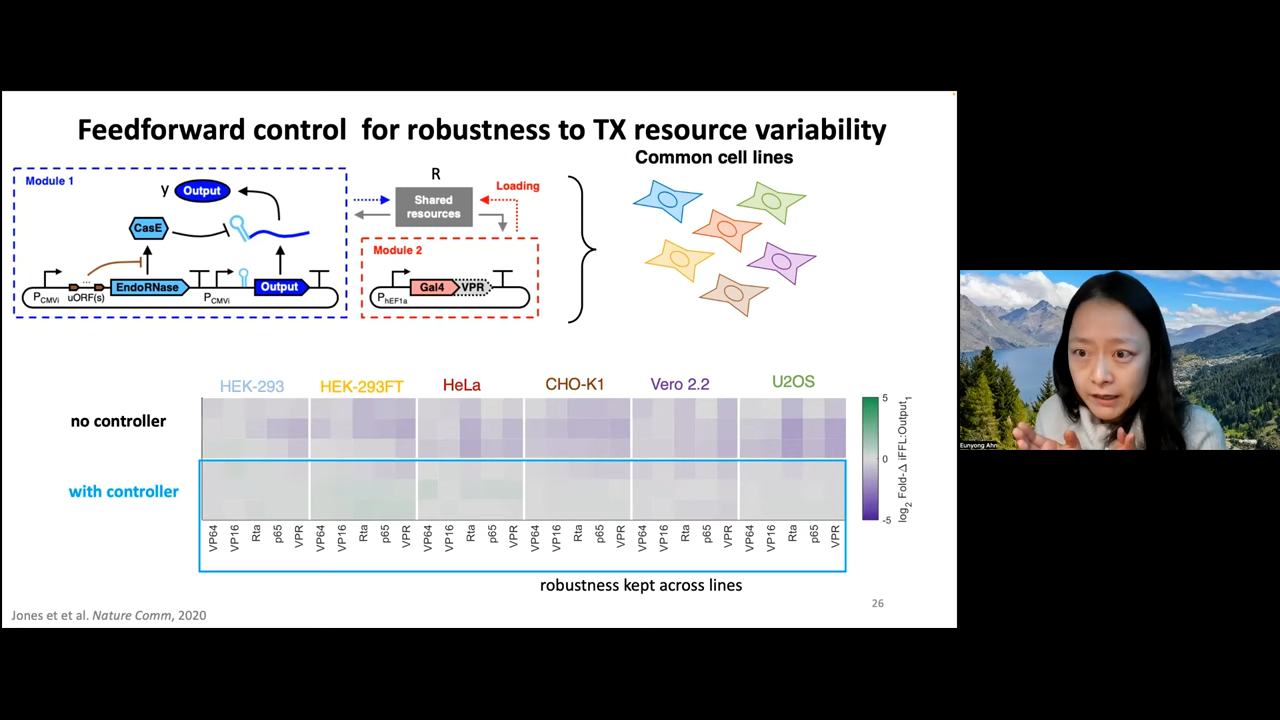 Feedforward control for robustness to TX resource variability
Common cell lines
Module 1
y
Output
CasE
...
P_CMVi
uORF(s)
EndoRNase
P_CMVi
Output
R
Shared
resources
Loading
Module 2
P_hEF1a
Gal4
VPR
HEK-293 HEK-293FT HeLa CHO-K1 Vero 2.2 U2OS
no controller
with controller
VP64 VP16 Rta p65 VPR VP64 VP16 Rta p65 VPR VP64 VP16 Rta p65 VPR VP64 VP16 Rta p65 VPR VP64 VP16 Rta p65 VPR VP64 VP16 Rta p65 VPR
5
0
-5
log2 Fold-Δ iFFL:Output1
robustness kept across lines
26
Jones et et al. Nature Comm, 2020
Eunyong Ahn